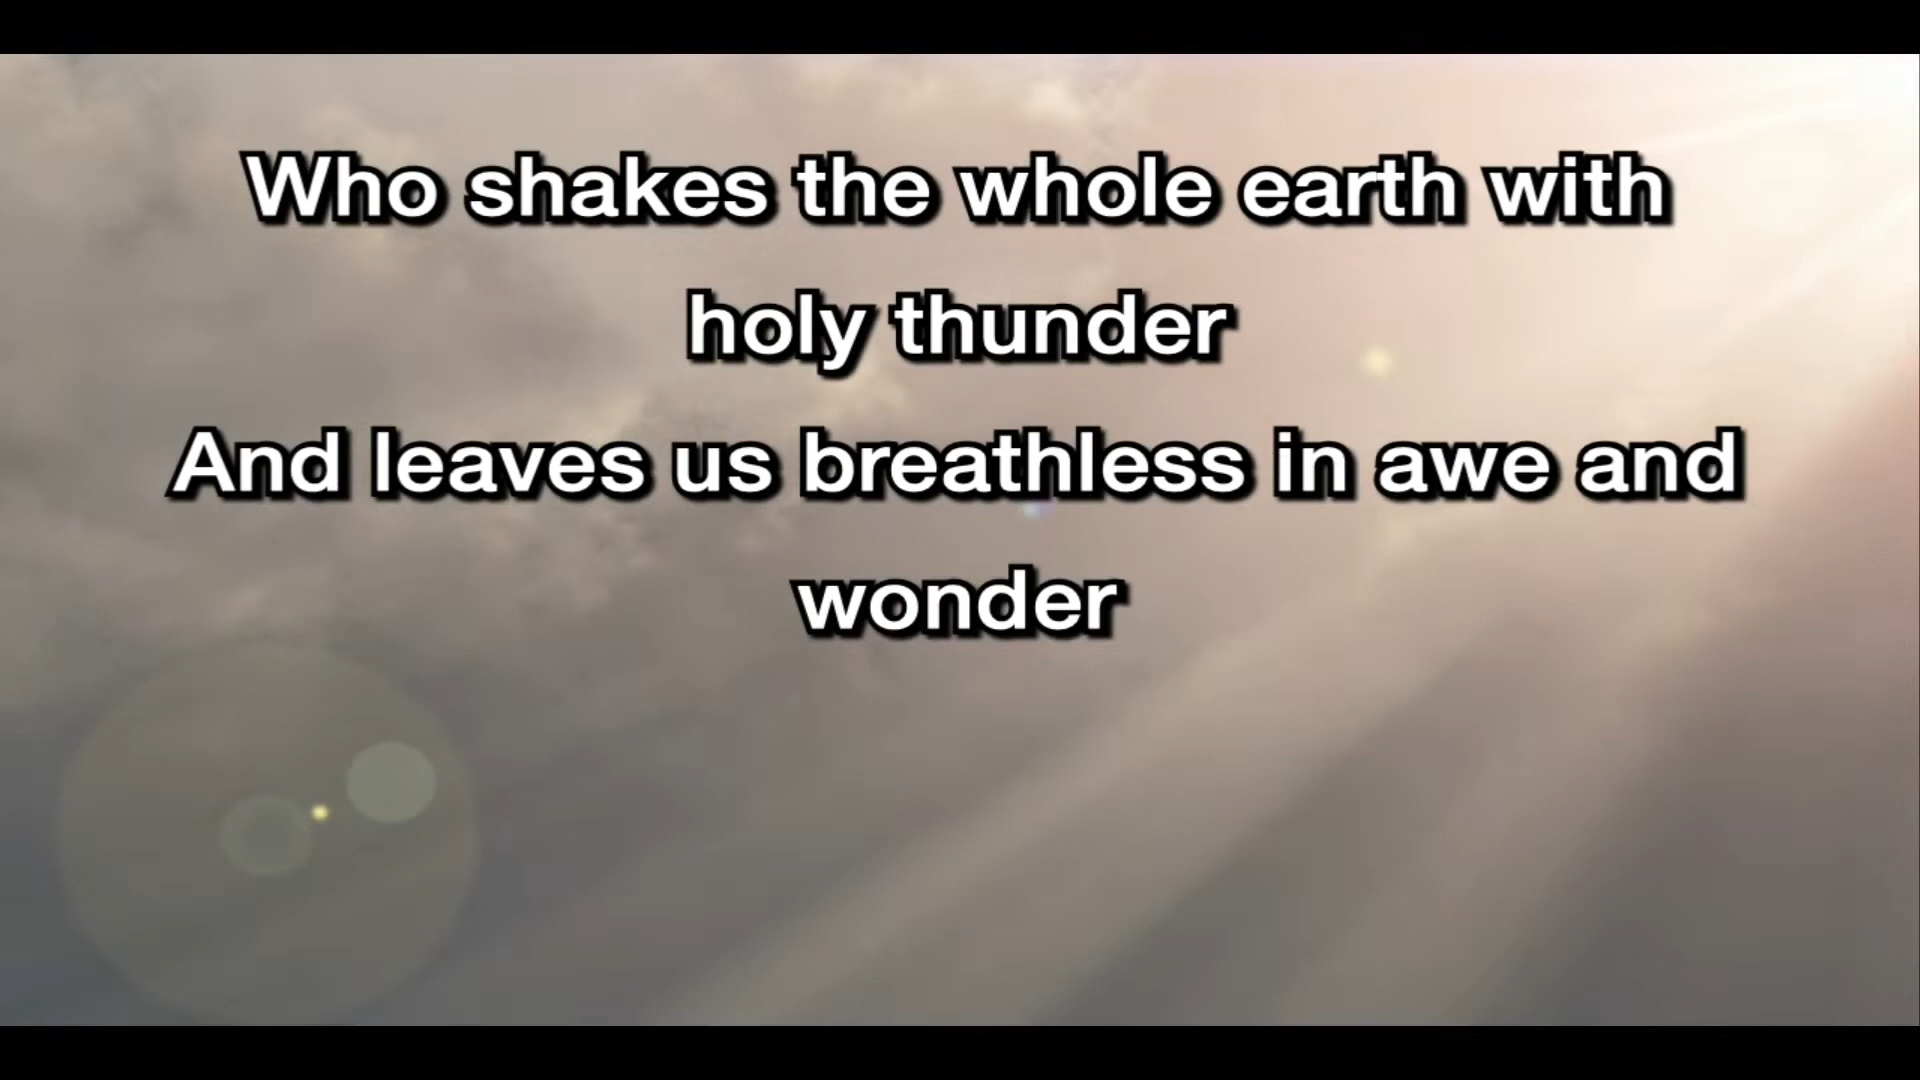 Who shakes the whole earth with
holy thunder
And leaves us breathless in awe and
wonder